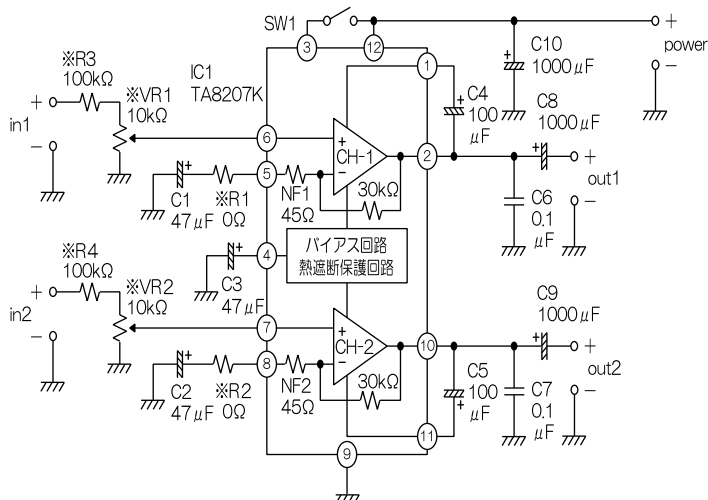 SW1
3
12
+
power
−
C10
1000μF
※R3
100kΩ
※VR1
10kΩ
IC1
TA8207K
1
C4
100
μF
C8
1000μF
+
in1
−
6
+
CH-1
−
2
+
out1
−
5
C1
47μF
※R1
0Ω
NF1
45Ω
30kΩ
C6
0.1
μF
4
C3
47μF
バイアス回路
熱遮断保護回路
※R4
100kΩ
※VR2
10kΩ
C9
1000μF
+
in2
−
7
+
CH-2
−
10
+
out2
−
8
C2
47μF
※R2
0Ω
NF2
45Ω
30kΩ
C5
100
μF
C7
0.1
μF
11
9